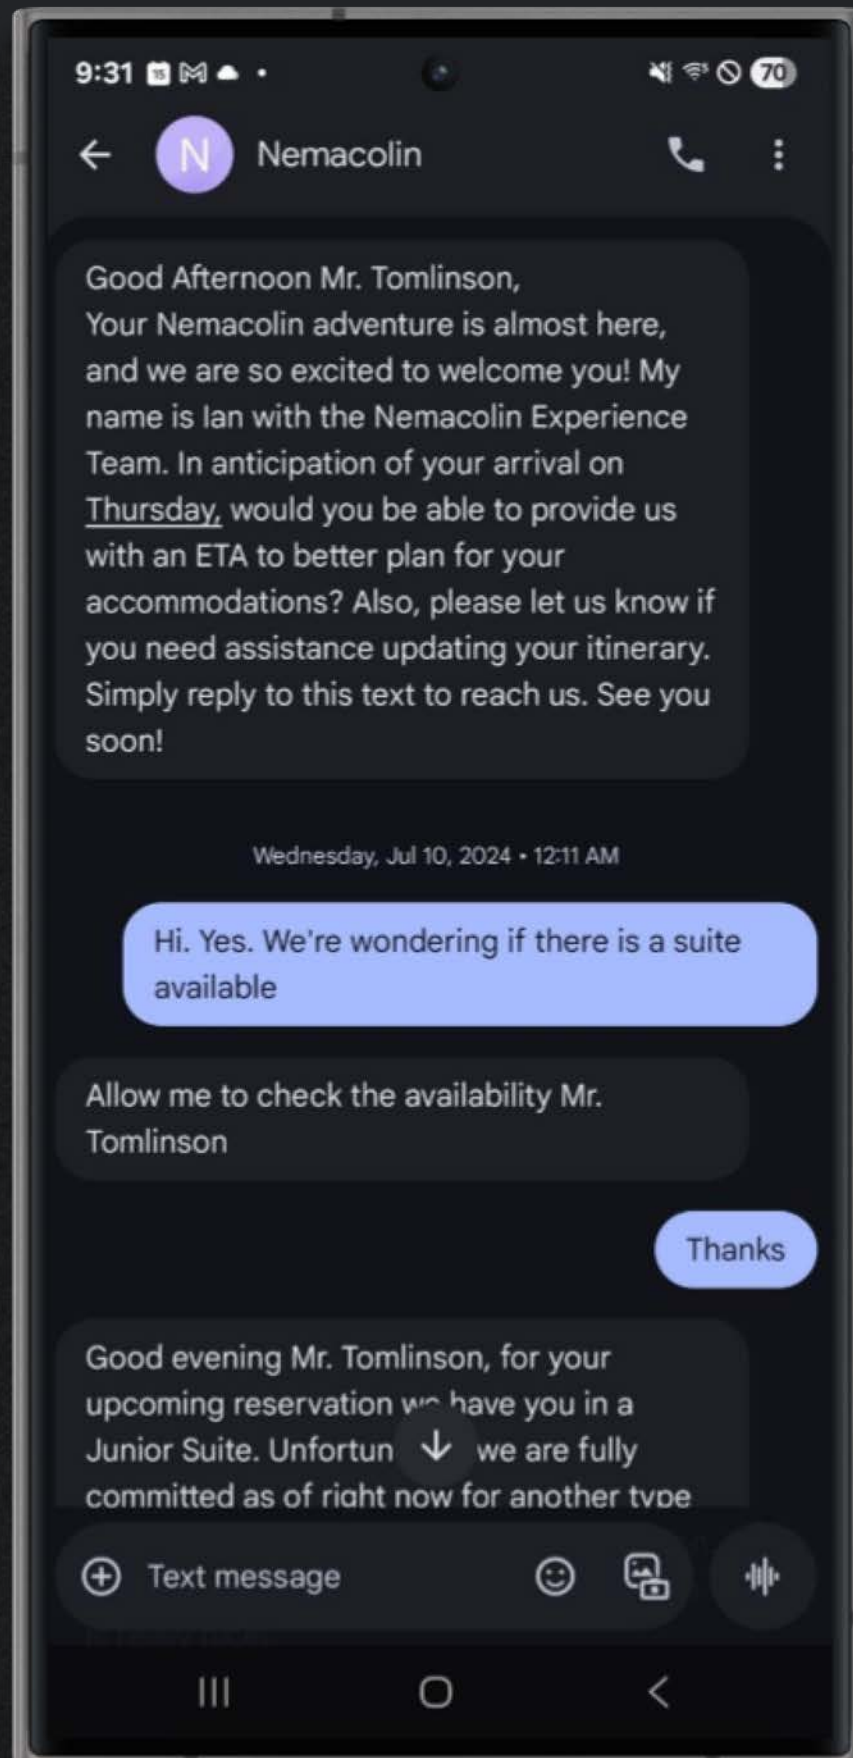 9:31
70
N Nemacolin
Good Afternoon Mr. Tomlinson,
Your Nemacolin adventure is almost here,
and we are so excited to welcome you! My
name is Ian with the Nemacolin Experience
Team. In anticipation of your arrival on
Thursday, would you be able to provide us
with an ETA to better plan for your
accommodations? Also, please let us know if
you need assistance updating your itinerary.
Simply reply to this text to reach us. See you
soon!
Wednesday, Jul 10, 2024 • 12:11 AM
Hi. Yes. We're wondering if there is a suite
available
Allow me to check the availability Mr.
Tomlinson
Thanks
Good evening Mr. Tomlinson, for your
upcoming reservation we have you in a
Junior Suite. Unfortun we are fully
committed as of right now for another type
Text message